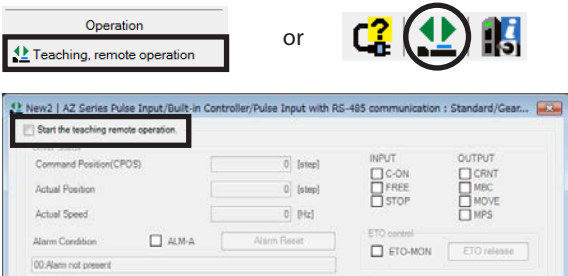 Operation
Teaching, remote operation
or
New2 | AZ Series Pulse Input/Built-in Controller/Pulse Input with RS-485 communication : Standard/Gear...
Start the teaching remote operation.
Driver Status
Command Position(CPOS) 0 [step]
Actual Position 0 [step]
Actual Speed 0 [Hz]
Alarm Condition ALM-A Alarm Reset
00:Alarm not present
INPUT
C-ON
FREE
STOP
OUTPUT
CRNT
MBC
MOVE
MPS
ETO control
ETO-MON ETO release